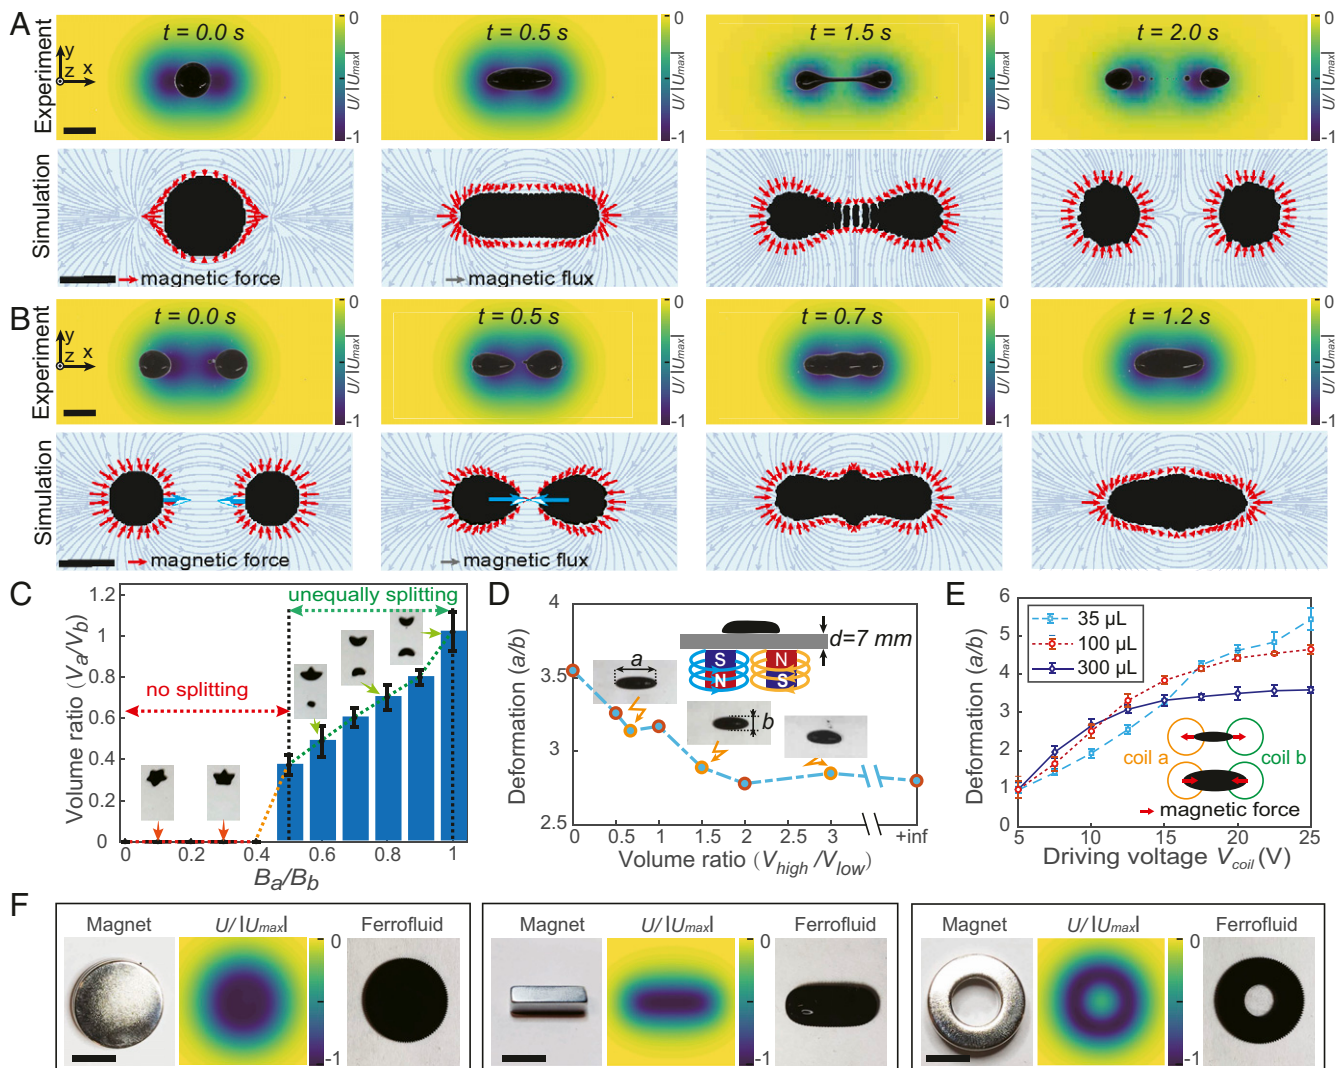 A
Experiment
y
z x
t = 0.0 s
0
U/|Umax|
-1
t = 0.5 s
0
U/|Umax|
-1
t = 1.5 s
0
U/|Umax|
-1
t = 2.0 s
0
U/|Umax|
-1
Simulation
magnetic force
magnetic flux
B
Experiment
y
z x
t = 0.0 s
0
U/|Umax|
-1
t = 0.5 s
0
U/|Umax|
-1
t = 0.7 s
0
U/|Umax|
-1
t = 1.2 s
0
U/|Umax|
-1
Simulation
magnetic force
magnetic flux
C
Volume ratio (Va/Vb)
1.2
1
0.8
0.6
0.4
0.2
0
unequally splitting
no splitting
0 0.2 0.4 0.6 0.8 1
Ba/Bb
D
Deformation (a/b)
4
3.5
3
2.5
a
b
S N
N S
d=7 mm
0 0.5 1 1.5 2 2.5 3 +inf
Volume ratio (Vhigh/Vlow)
E
Deformation (a/b)
6
5
4
3
2
1
0
35 μL
100 μL
300 μL
coil a
coil b
magnetic force
5 10 15 20 25
Driving voltage Vcoil (V)
F
Magnet U/|Umax| Ferrofluid
0
-1
Magnet U/|Umax| Ferrofluid
0
-1
Magnet U/|Umax| Ferrofluid
0
-1